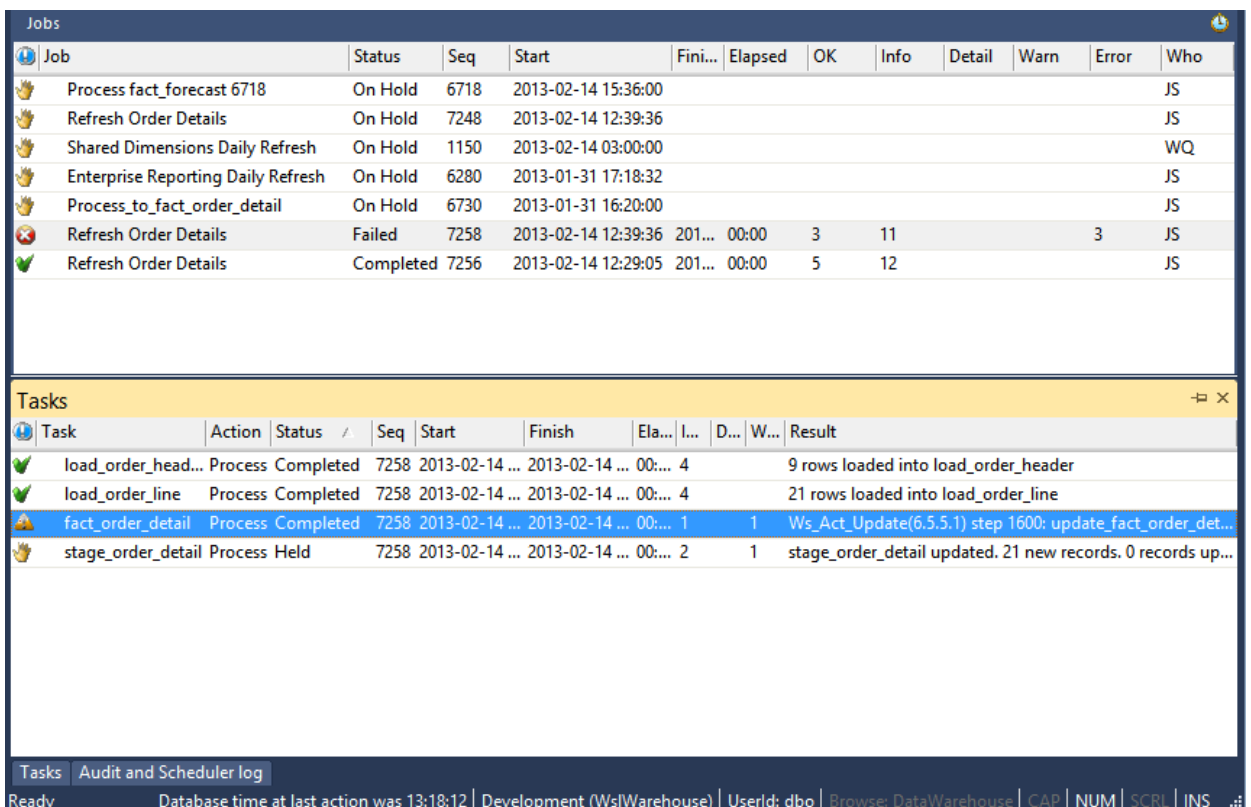 Jobs
Job Status Seq Start Fini... Elapsed OK Info Detail Warn Error Who
Process fact_forecast 6718 On Hold 6718 2013-02-14 15:36:00 JS
Refresh Order Details On Hold 7248 2013-02-14 12:39:36 JS
Shared Dimensions Daily Refresh On Hold 1150 2013-02-14 03:00:00 WQ
Enterprise Reporting Daily Refresh On Hold 6280 2013-01-31 17:18:32 JS
Process_to_fact_order_detail On Hold 6730 2013-01-31 16:20:00 JS
Refresh Order Details Failed 7258 2013-02-14 12:39:36 201... 00:00 3 11 3 JS
Refresh Order Details Completed 7256 2013-02-14 12:29:05 201... 00:00 5 12 JS
Tasks
Task Action Status Seq Start Finish Ela... I... D... W... Result
load_order_head... Process Completed 7258 2013-02-14 ... 2013-02-14 ... 00:... 4 9 rows loaded into load_order_header
load_order_line Process Completed 7258 2013-02-14 ... 2013-02-14 ... 00:... 4 21 rows loaded into load_order_line
fact_order_detail Process Completed 7258 2013-02-14 ... 2013-02-14 ... 00:... 1 1 Ws_Act_Update(6.5.5.1) step 1600: update_fact_order_det...
stage_order_detail Process Held 7258 2013-02-14 ... 2013-02-14 ... 00:... 2 1 stage_order_detail updated. 21 new records. 0 records up...
Tasks Audit and Scheduler log
Ready Database time at last action was 13:18:12 Development (WslWarehouse) UserId: dbo Browse: DataWarehouse CAP NUM SCRL INS